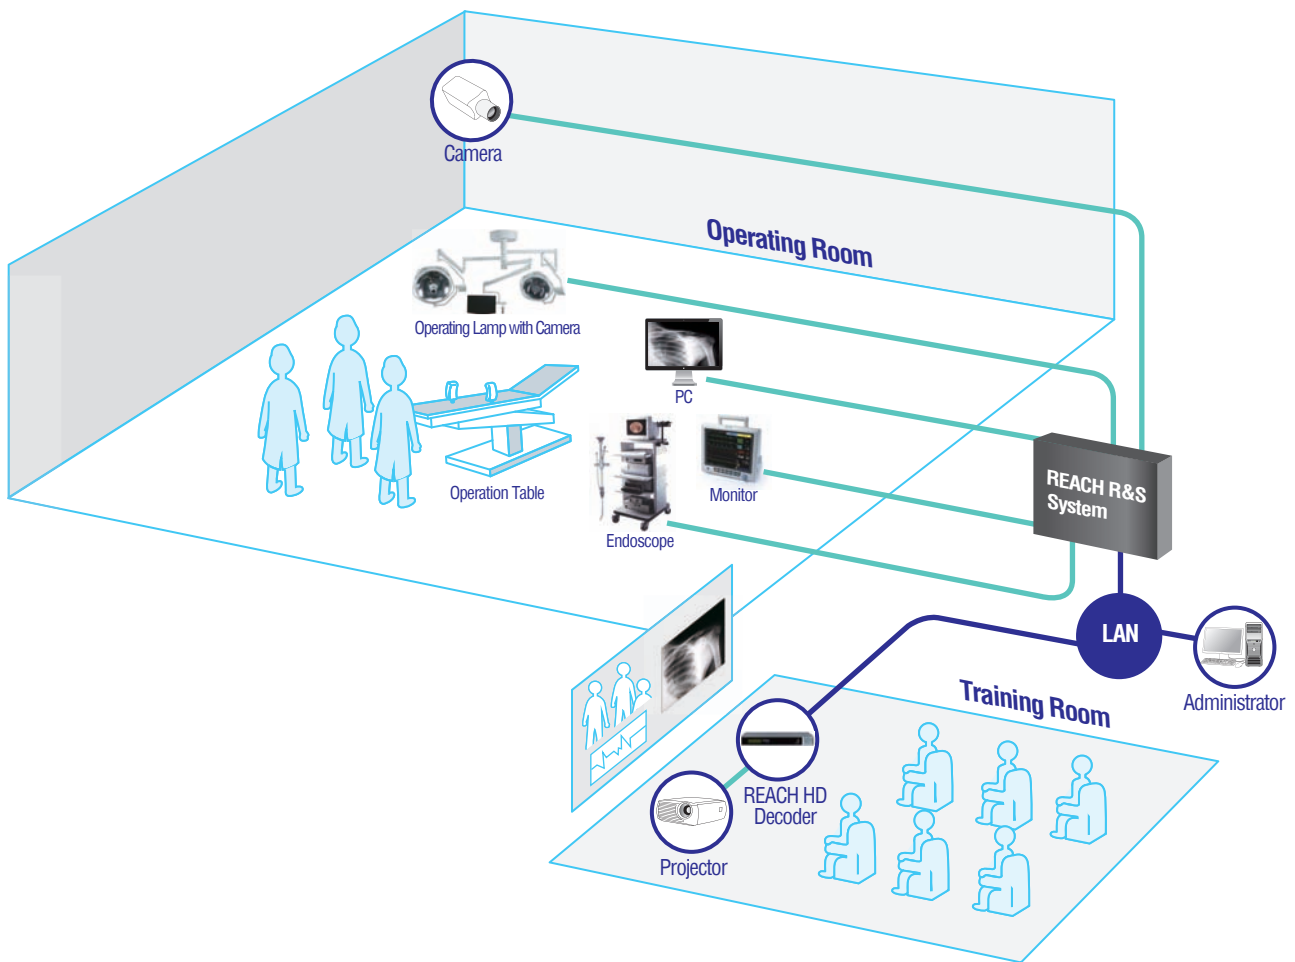 Camera
Operating Room
Operating Lamp with Camera
PC
Operation Table
Monitor
Endoscope
REACH R&S
System
LAN
Administrator
Training Room
REACH HD
Decoder
Projector